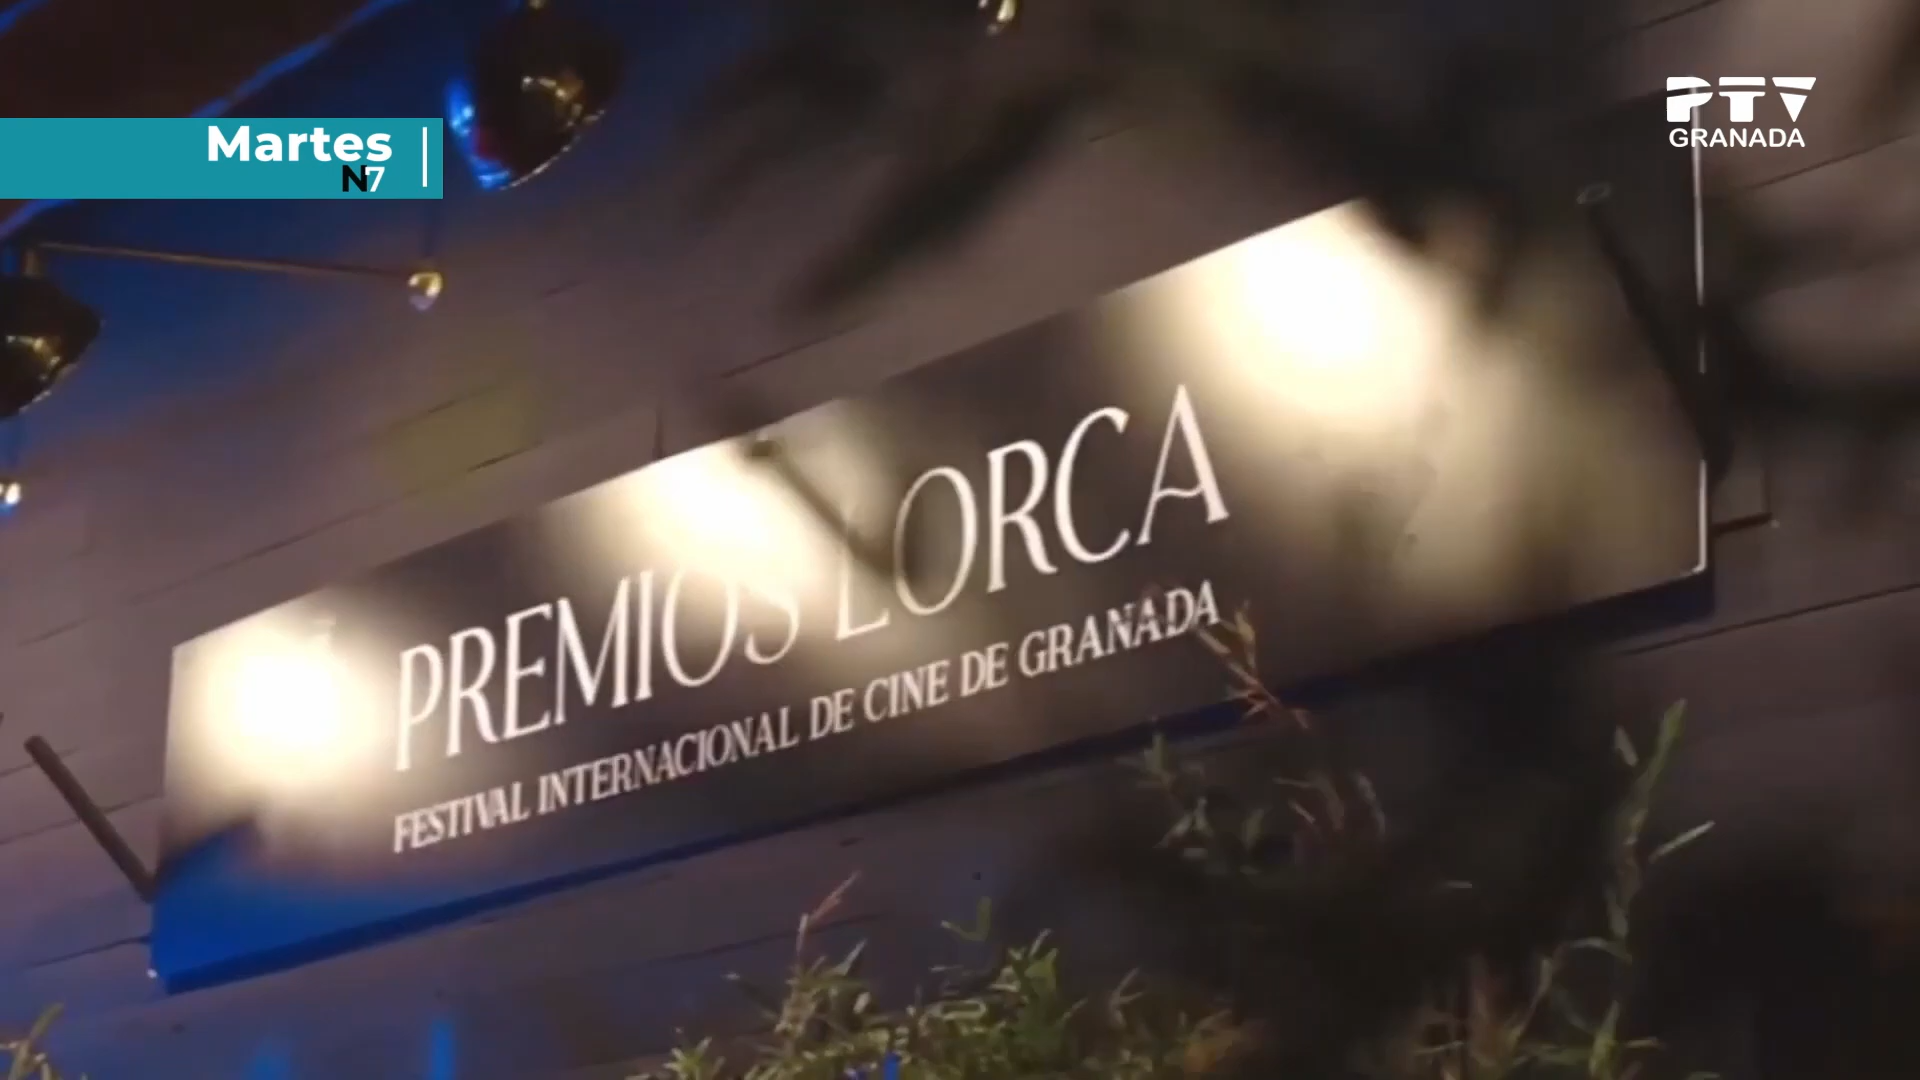 Martes
N7
PTV
GRANADA
PREMIOS LORCA
FESTIVAL INTERNACIONAL DE CINE DE GRANADA